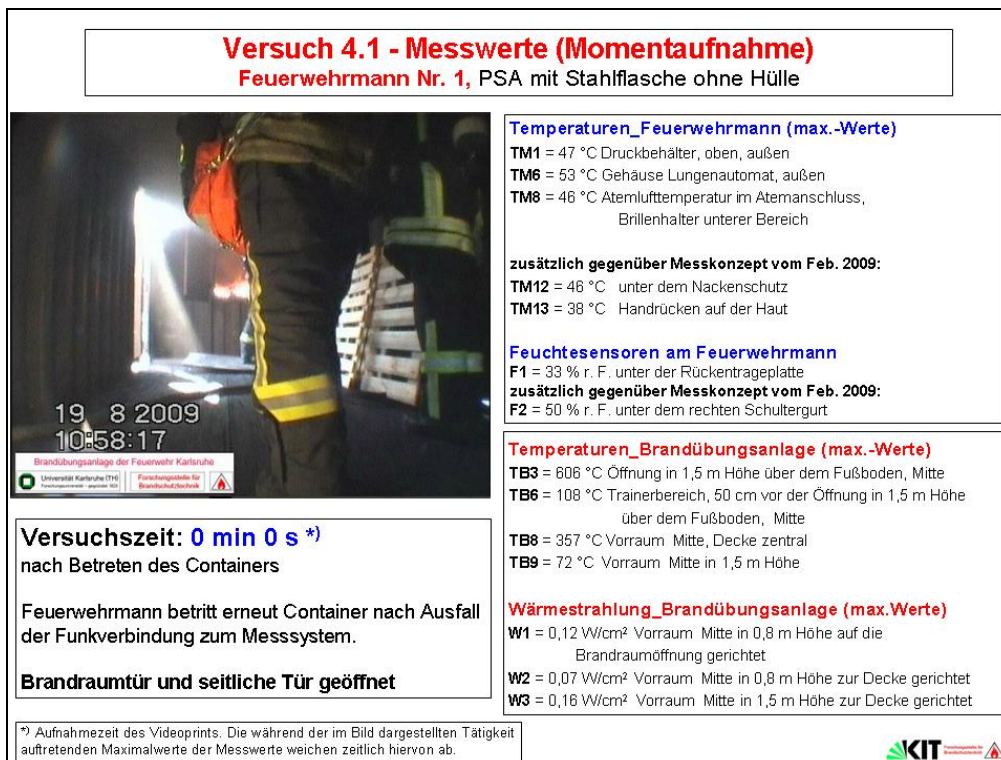 Versuch 4.1 - Messwerte (Momentaufnahme)
Feuerwehrmann Nr. 1, PSA mit Stahlflasche ohne Hülle
19 8 2009
10:58:17
Brandübungsanlage der Feuerwehr Karlsruhe
Universität Karlsruhe (TH)
Forschungsuniversität - gegründet 1825
Forschungsstelle für
Brandschutztechnik
Versuchszeit: 0 min 0 s *)
nach Betreten des Containers
Feuerwehrmann betritt erneut Container nach Ausfall
der Funkverbindung zum Messsystem.
Brandraumtür und seitliche Tür geöffnet
*) Aufnahmezeit des Videoprints. Die während der im Bild dargestellten Tätigkeit
auftretenden Maximalwerte der Messwerte weichen zeitlich hiervon ab.
Temperaturen_Feuerwehrmann (max.-Werte)
TM1 = 47 °C Druckbehälter, oben, außen
TM6 = 53 °C Gehäuse Lungenautomat, außen
TM8 = 46 °C Atemlufttemperatur im Atemanschluss,
Brillenhalter unterer Bereich
zusätzlich gegenüber Messkonzept vom Feb. 2009:
TM12 = 46 °C unter dem Nackenschutz
TM13 = 38 °C Handrücken auf der Haut
Feuchtesensoren am Feuerwehrmann
F1 = 33 % r. F. unter der Rückentrageplatte
zusätzlich gegenüber Messkonzept vom Feb. 2009:
F2 = 50 % r. F. unter dem rechten Schultergurt
Temperaturen_Brandübungsanlage (max.-Werte)
TB3 = 606 °C Öffnung in 1,5 m Höhe über dem Fußboden, Mitte
TB6 = 108 °C Trainerbereich, 50 cm vor der Öffnung in 1,5 m Höhe
über dem Fußboden, Mitte
TB8 = 357 °C Vorraum Mitte, Decke zentral
TB9 = 72 °C Vorraum Mitte in 1,5 m Höhe
Wärmestrahlung_Brandübungsanlage (max.Werte)
W1 = 0,12 W/cm² Vorraum Mitte in 0,8 m Höhe auf die
Brandraumöffnung gerichtet
W2 = 0,07 W/cm² Vorraum Mitte in 0,8 m Höhe zur Decke gerichtet
W3 = 0,16 W/cm² Vorraum Mitte in 1,5 m Höhe zur Decke gerichtet
KIT
Forschungsstelle für
Brandschutztechnik